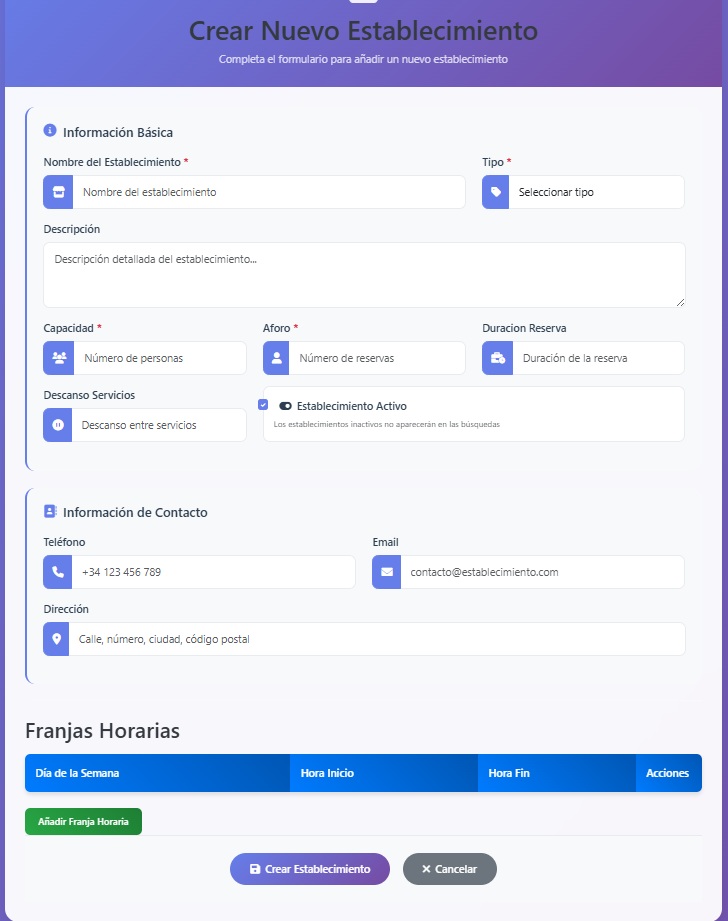 Crear Nuevo Establecimiento
Completa el formulario para añadir un nuevo establecimiento
Información Básica
Nombre del Establecimiento *
Tipo *
Nombre del establecimiento
Seleccionar tipo
Descripción
Descripción detallada del establecimiento...
Capacidad *
Aforo *
Duracion Reserva
Número de personas
Número de reservas
Duración de la reserva
Descanso Servicios
Establecimiento Activo
Descanso entre servicios
Los establecimientos inactivos no aparecerán en las búsquedas
Información de Contacto
Teléfono
Email
+34 123 456 789
contacto@establecimiento.com
Dirección
Calle, número, ciudad, código postal
Franjas Horarias
Día de la Semana
Hora Inicio
Hora Fin
Acciones
Añadir Franja Horaria
Crear Establecimiento
Cancelar